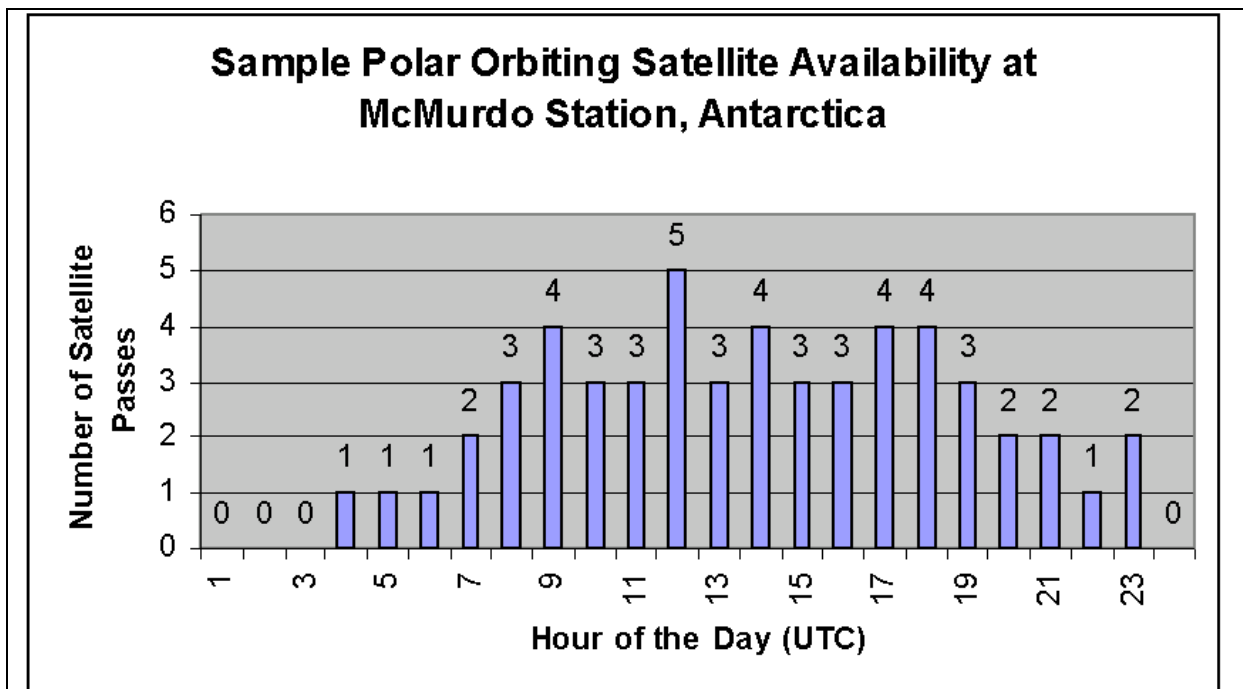 Sample Polar Orbiting Satellite Availability at
McMurdo Station, Antarctica
Number of Satellite
Passes
6
5
4
3
2
1
0
0 0 0 1 1 1 2 3 4 3 3 5 3 4 3 3 4 4 3 2 2 1 2 0
1 3 5 7 9 11 13 15 17 19 21 23
Hour of the Day (UTC)